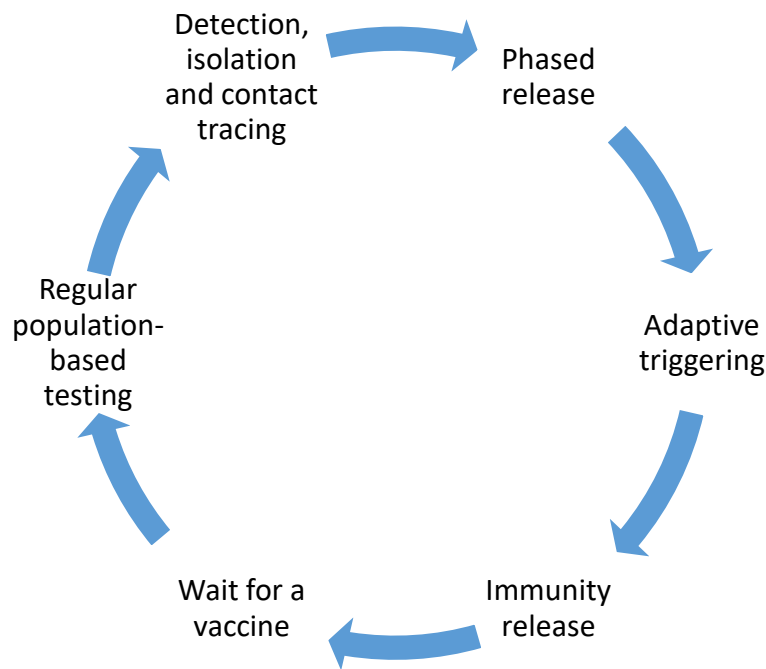 Detection,
isolation
and contact
tracing
Phased
release
Adaptive
triggering
Immunity
release
Wait for a
vaccine
Regular
population-
based
testing